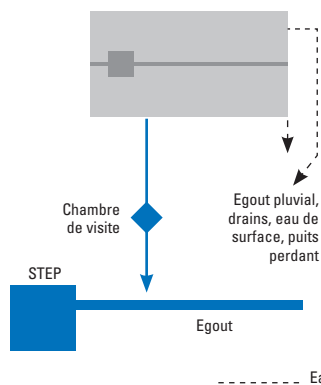 Chambre
de visite
Egout pluvial,
drains, eau de
surface, puits
perdant
STEP
Egout